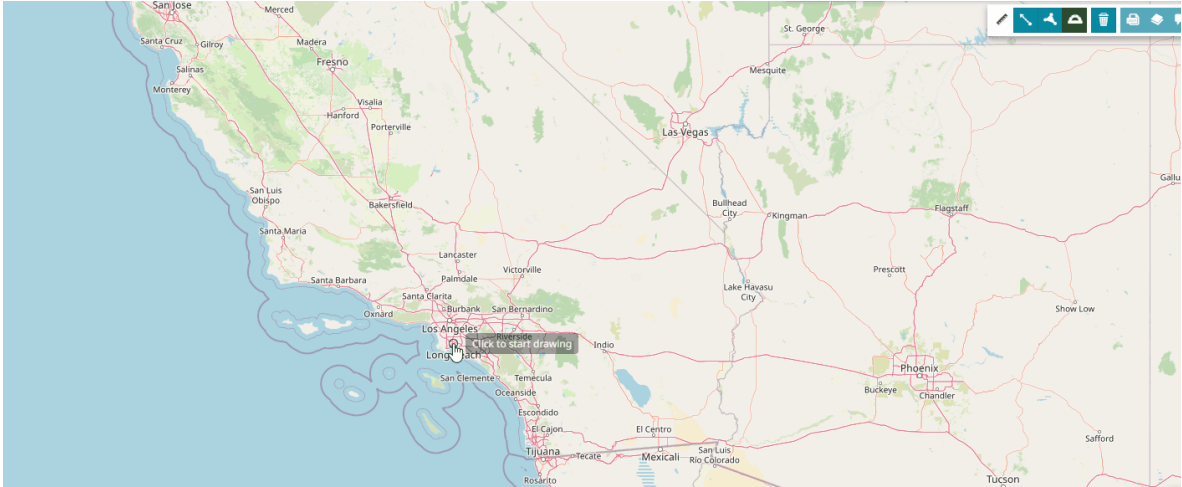 San Jose
Merced
St. George
Santa Cruz
Gilroy
Madera
Fresno
Salinas
Mesquite
Monterey
Visalia
Hanford
Porterville
Las Vegas
Gallu
San Luis
Obispo
Bakersfield
Bullhead
City
Kingman
Flagstaff
Santa Maria
Lancaster
Victorville
Prescott
Santa Barbara
Palmdale
Lake Havasu
City
Santa Clarita
Oxnard
Burbank
San Bernardino
Show Low
Los Angeles
Riverside
Click to start drawing
Indio
Long Beach
Phoenix
San Clemente
Temecula
Buckeye
Chandler
Oceanside
Escondido
El Cajon
El Centro
Safford
Tijuana
Tecate
Mexicali
San Luis
Río Colorado
Rosarito
Tucson